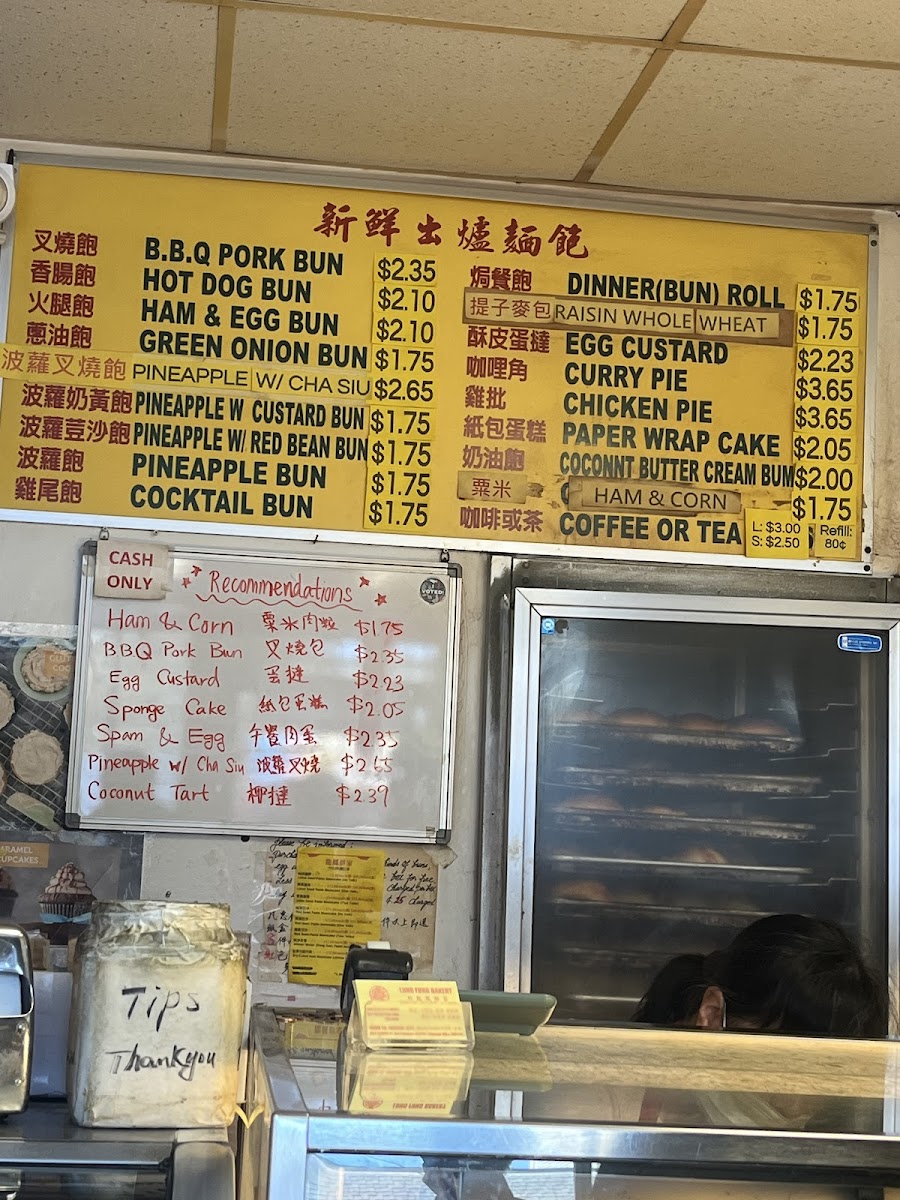 新鮮出爐麵飽
叉燒飽 B.B.Q PORK BUN $2.35
香腸飽 HOT DOG BUN $2.10
火腿飽 HAM & EGG BUN $2.10
蔥油飽 GREEN ONION BUN $1.75
波蘿叉燒飽 PINEAPPLE W/ CHA SIU $2.65
波蘿奶黃飽 PINEAPPLE W CUSTARD BUN $1.75
波蘿荳沙飽 PINEAPPLE W/ RED BEAN BUN $1.75
波蘿飽 PINEAPPLE BUN $1.75
雞尾飽 COCKTAIL BUN $1.75
焗餐飽 DINNER(BUN) ROLL $1.75
提子麥包 RAISIN WHOLE WHEAT $1.75
酥皮蛋撻 EGG CUSTARD $2.23
咖哩角 CURRY PIE $3.65
雞批 CHICKEN PIE $3.65
紙包蛋糕 PAPER WRAP CAKE $2.05
奶油飽 COCONNT BUTTER CREAM BUM $2.00
粟米 HAM & CORN $1.75
咖啡或茶 COFFEE OR TEA L: $3.00 Refill:
S: $2.50 80¢
CASH
ONLY
Recommendations
VOTED!
Ham & Corn 粟米肉粒 $1.75
BBQ Pork Bun 叉燒包 $2.35
Egg Custard 蛋撻 $2.23
Sponge Cake 紙包蛋糕 $2.05
Spam & Egg 午餐肉蛋 $2.35
Pineapple w/ Cha Siu 波蘿叉燒 $2.65
Coconut Tart 椰撻 $2.39
CUPCAKES
Tips
Thankyou